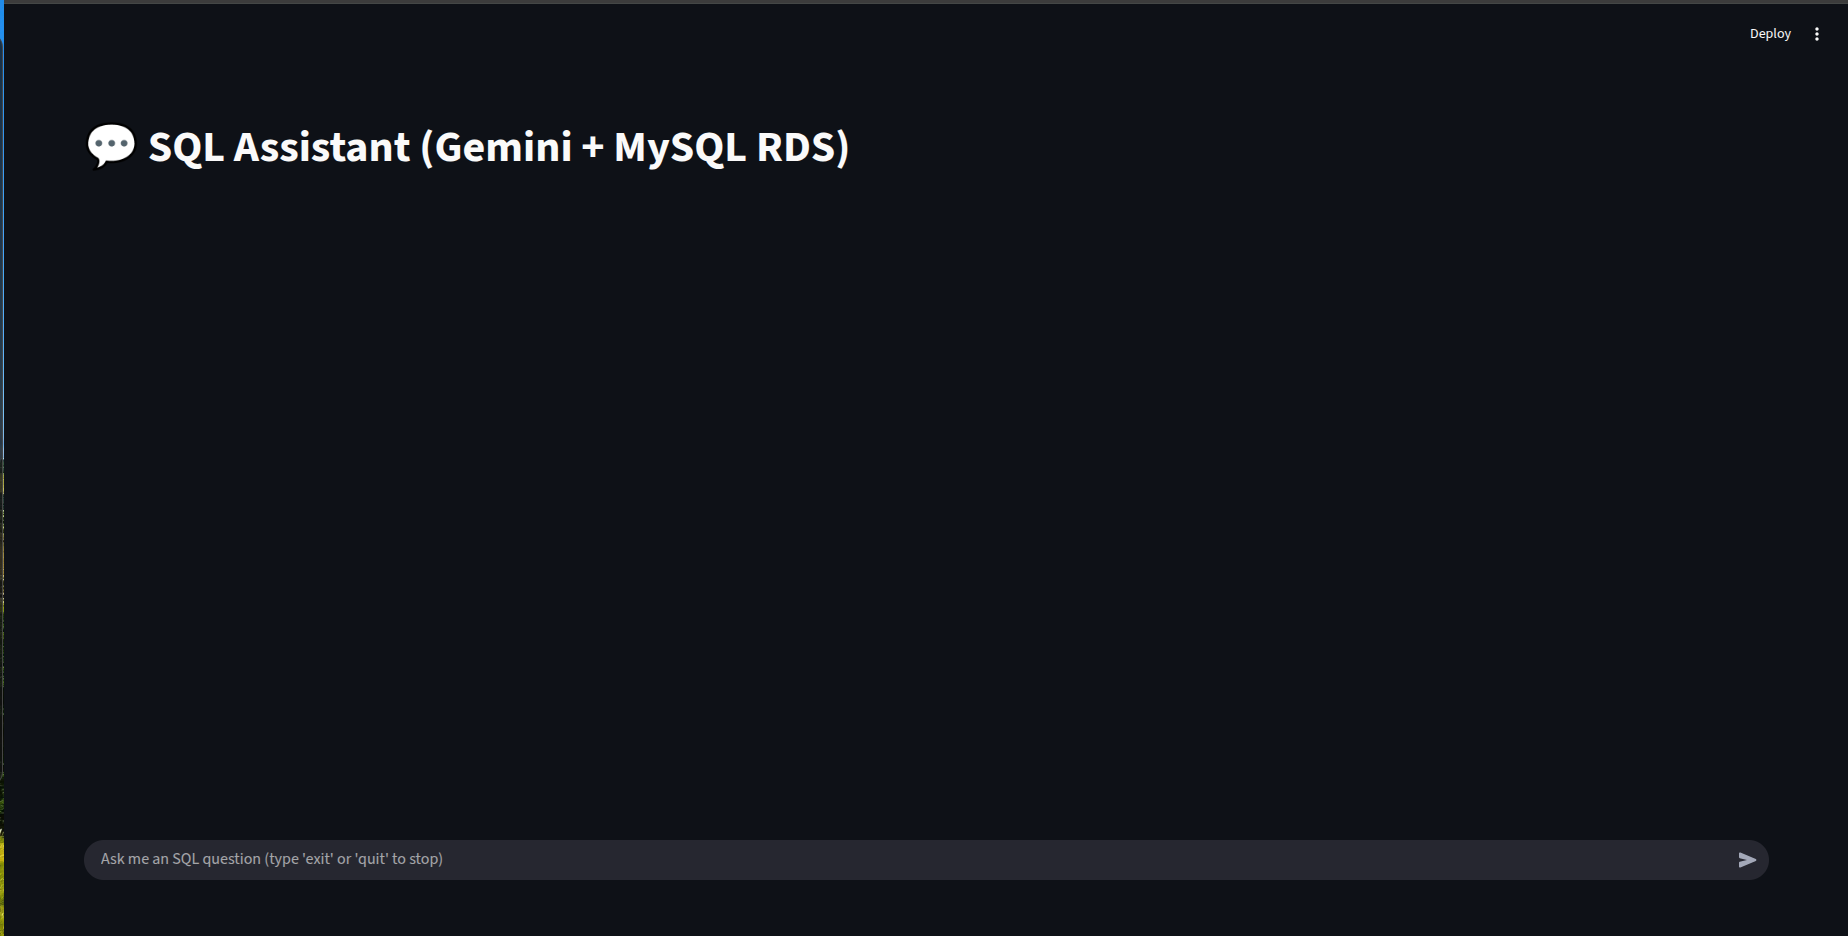 Deploy
SQL Assistant (Gemini + MySQL RDS)
Ask me an SQL question (type 'exit' or 'quit' to stop)